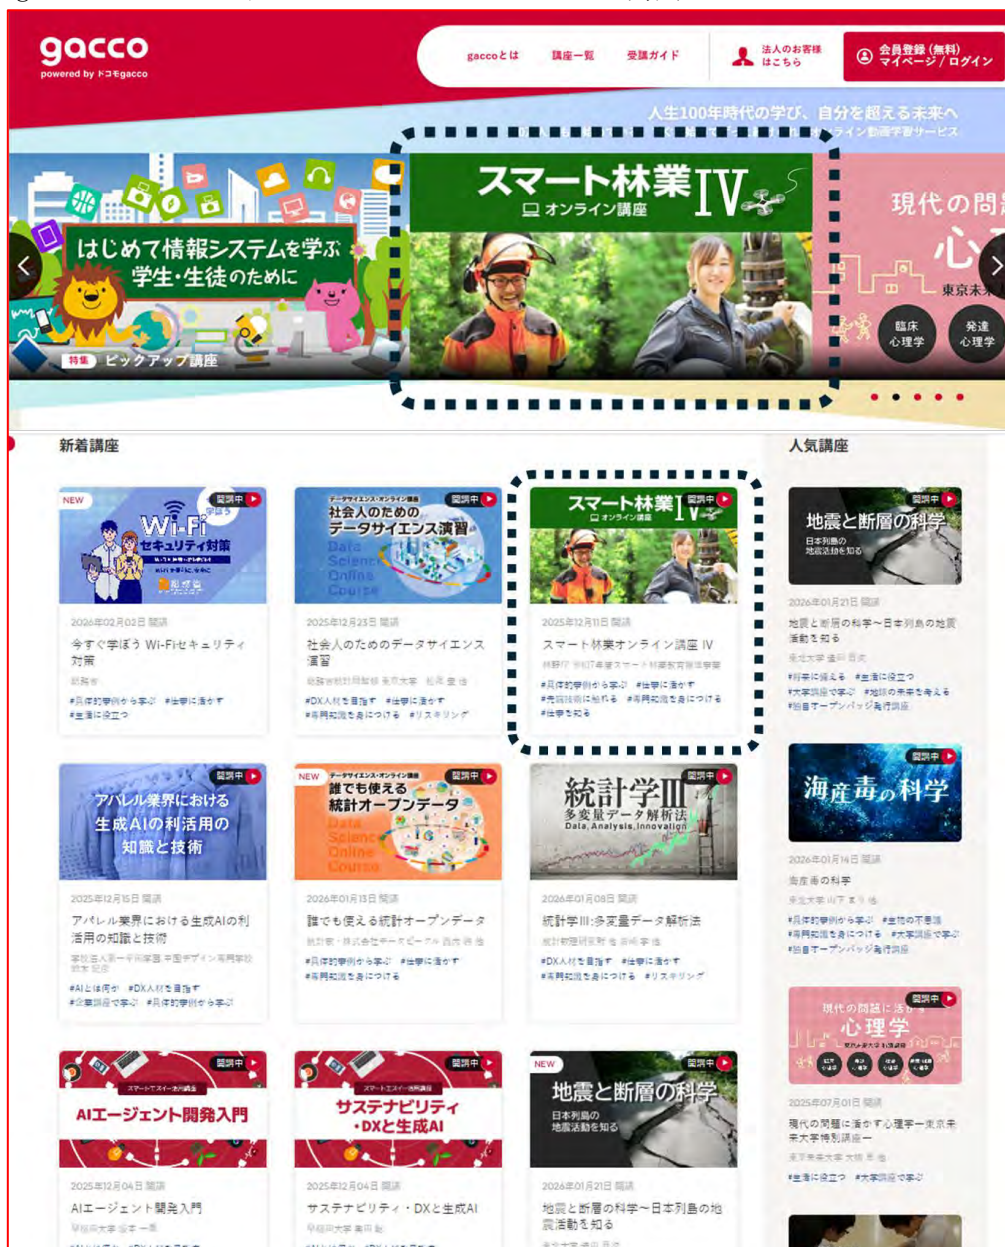 gacco
powered by ドコモgacco
gaccoとは
講座一覧
受講ガイド
法人のお客様
はこちら
会員登録 (無料)
マイページ / ログイン
人生100年時代の学び、自分を超える未来へ
はじめて情報システムを学ぶ
学生・生徒のために
特集 ピックアップ講座
スマート林業IV
オンライン講座
現代の問
臨床
心理学
発達
心理学
新着講座
NEW
開講中
Wi-Fi
セキュリティ対策
2026年02月02日 開講
今すぐ学ぼう Wi-Fiセキュリティ
対策
総務省
#具体的事例から学ぶ #仕事に活かす
#生活に役立つ
データサイエンス・オンライン講座
開講中
社会人のための
データサイエンス演習
Data
Science
Online
Course
2025年12月23日 開講
社会人のためのデータサイエンス
演習
#DX人材を目指す #仕事に活かす
#専門知識を身につける #リスキリング
スマート林業
開講中
オンライン講座
2025年12月11日 開講
スマート林業オンライン講座 IV
#具体的事例から学ぶ #仕事に活かす
#先端技術に触れる #専門知識を身につける
#仕事を知る
開講中
アパレル業界における
生成AIの利活用の
知識と技術
2025年12月15日 開講
アパレル業界における生成AIの利
活用の知識と技術
#AIとは何か #DX人材を目指す
#企業講座で学ぶ #具体的事例から学ぶ
NEW
データサイエンス・オンライン講座
開講中
誰でも使える
統計オープンデータ
Data
Science
Online
Course
2026年01月13日 開講
誰でも使える統計オープンデータ
#具体的事例から学ぶ #仕事に活かす
#専門知識を身につける
開講中
統計学III
多変量データ解析法
Data, Analysis, Innovation
2026年01月08日 開講
統計学III:多変量データ解析法
#DX人材を目指す #仕事に活かす
#専門知識を身につける #リスキリング
開講中
AIエージェント開発入門
2025年12月04日 開講
AIエージェント開発入門
開講中
サステナビリティ
・DXと生成AI
2025年12月04日 開講
サステナビリティ・DXと生成AI
NEW
開講中
地震と断層の科学
日本列島の
地震活動を知る
2026年01月21日 開講
地震と断層の科学～日本列島の地
震活動を知る
人気講座
開講中
地震と断層の科学
日本列島の
地震活動を知る
2026年01月21日 開講
地震と断層の科学～日本列島の地震
活動を知る
#将来に備える #生活に役立つ
#大学講座で学ぶ #地球の未来を考える
#独自オープンバッジ発行講座
開講中
海産毒の科学
2026年01月14日 開講
海産毒の科学
#具体的事例から学ぶ #生物の不思議
#専門知識を身につける #大学講座で学ぶ
#独自オープンバッジ発行講座
開講中
現代の問題に活かす
心理学
2025年07月01日 開講
現代の問題に活かす心理学ー東京未
来大学特別講座ー
#生活に役立つ #大学講座で学ぶ